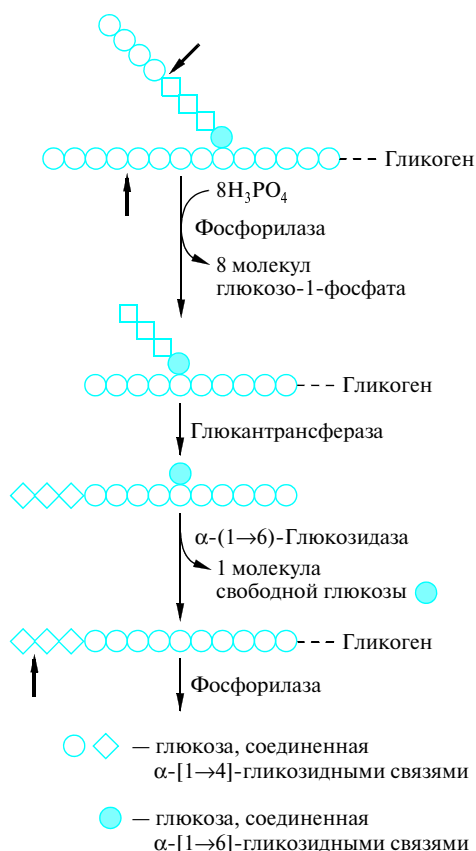 Гликоген
8H₃PO₄
Фосфорилаза
8 молекул
глюкозо-1-фосфата
Гликоген
Глюкантрансфераза
α-(1→6)-Глюкозидаза
1 молекула
свободной глюкозы
Гликоген
Фосфорилаза
— глюкоза, соединенная
α-[1→4]-гликозидными связями
— глюкоза, соединенная
α-[1→6]-гликозидными связями